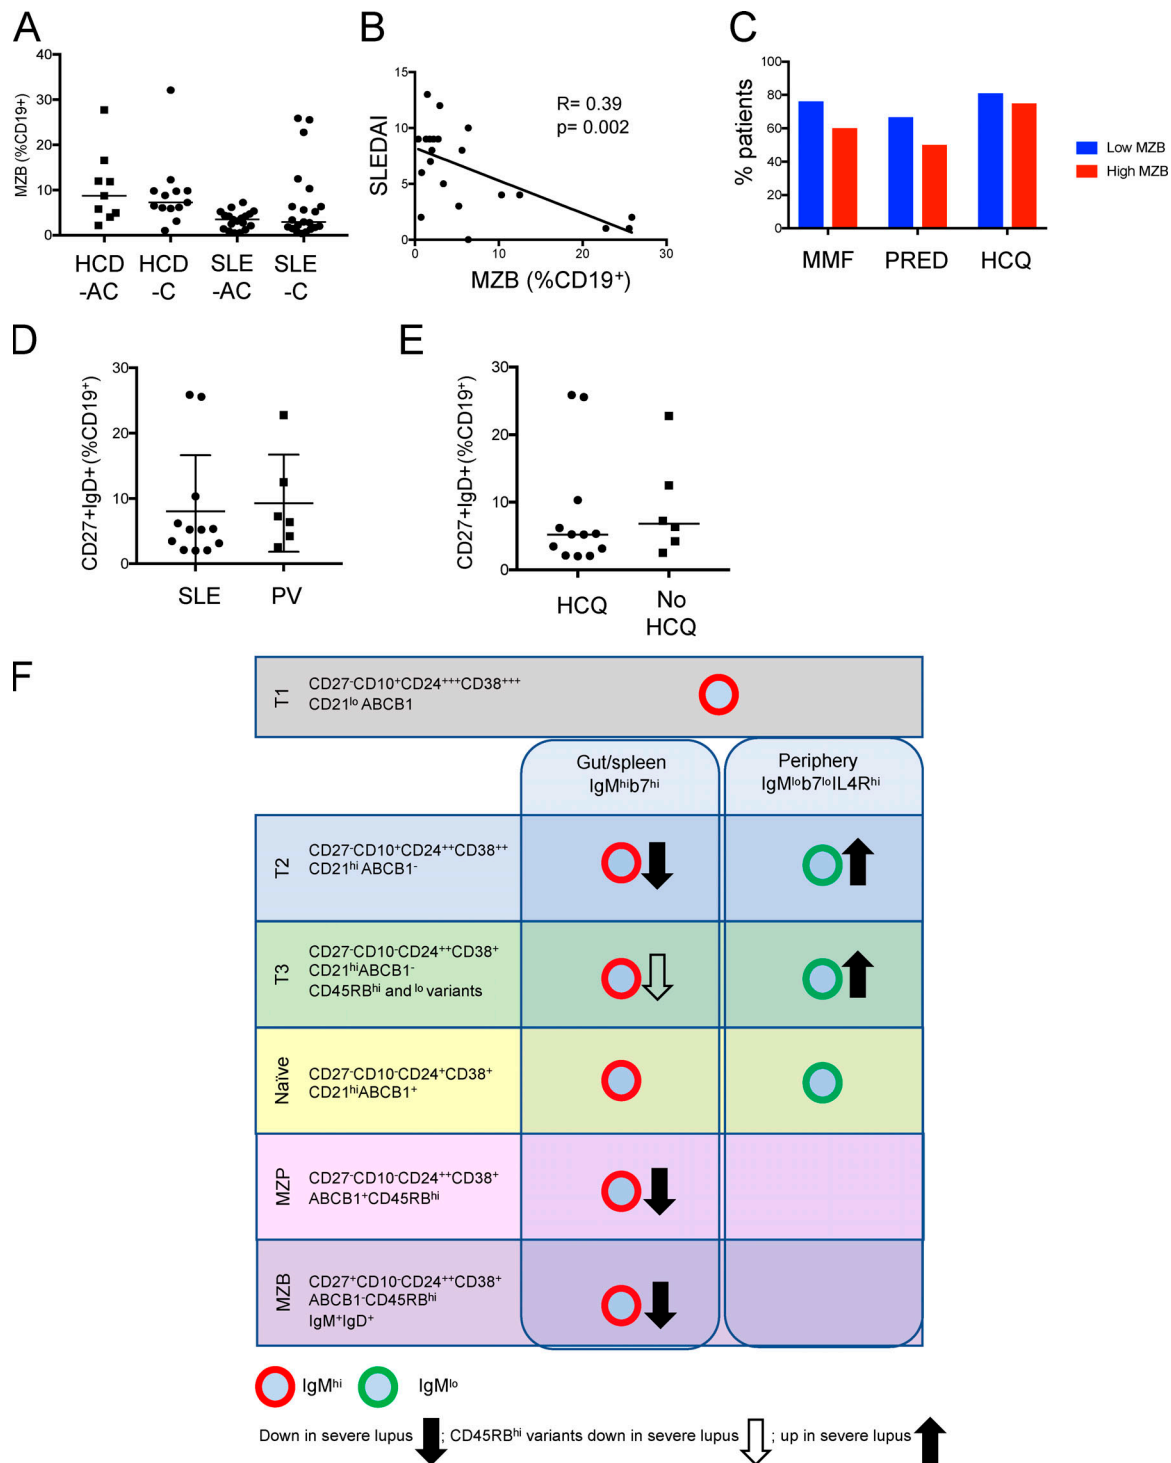 A
MZB (%CD19+)
40
30
20
10
0
HCD
-AC
HCD
-C
SLE
-AC
SLE
-C
B
SLEDAI
15
10
5
0
R= 0.39
p= 0.002
0
10
20
30
MZB (%CD19⁺)
C
% patients
100
80
60
40
20
0
MMF
PRED
HCQ
Low MZB
High MZB
D
CD27+IgD+ (%CD19⁺)
30
20
10
0
SLE
PV
E
CD27+IgD+ (%CD19⁺)
30
20
10
0
HCQ
No
HCQ
F
T1
CD27⁻CD10⁺CD24⁺⁺⁺CD38⁺⁺⁺
CD21ˡᵒ ABCB1
Gut/spleen
IgMʰⁱb7ʰⁱ
Periphery
IgMˡᵒb7ˡᵒIL4Rʰⁱ
T2
CD27⁻CD10⁺CD24⁺⁺CD38⁺⁺
CD21ʰⁱ ABCB1⁻
T3
CD27⁻CD10⁻CD24⁺⁺CD38⁺
CD21ʰⁱABCB1⁻
CD45RBʰⁱ and ˡᵒ variants
Naïve
CD27⁻CD10⁻CD24⁺CD38⁺
CD21ʰⁱABCB1⁺
MZP
CD27⁻CD10⁻CD24⁺⁺CD38⁺
ABCB1⁺CD45RBʰⁱ
MZB
CD27⁺CD10⁻CD24⁺⁺CD38⁺
ABCB1⁻CD45RBʰⁱ
IgM⁺IgD⁺
IgMʰⁱ
IgMˡᵒ
Down in severe lupus ; CD45RBʰⁱ variants down in severe lupus ; up in severe lupus